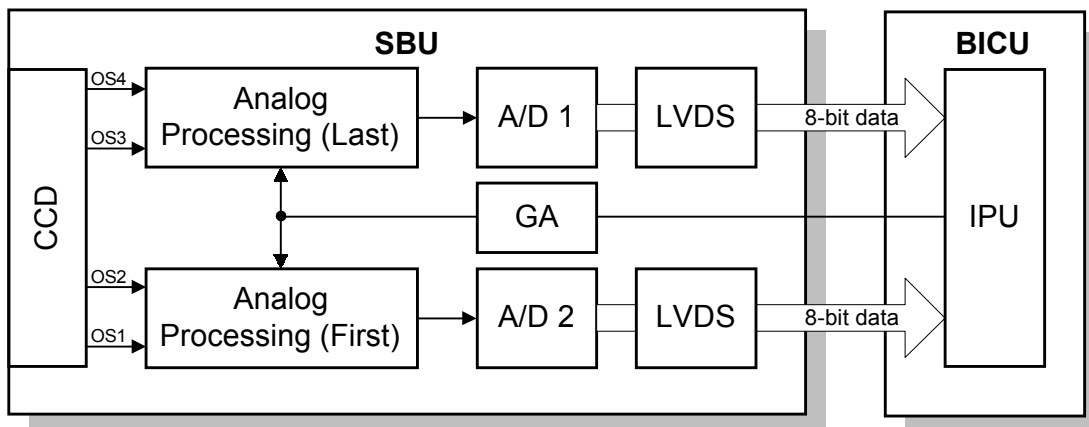 SBU
BICU
CCD
OS4
OS3
OS2
OS1
Analog
Processing (Last)
A/D 1
LVDS
8-bit data
GA
IPU
Analog
Processing (First)
A/D 2
LVDS
8-bit data